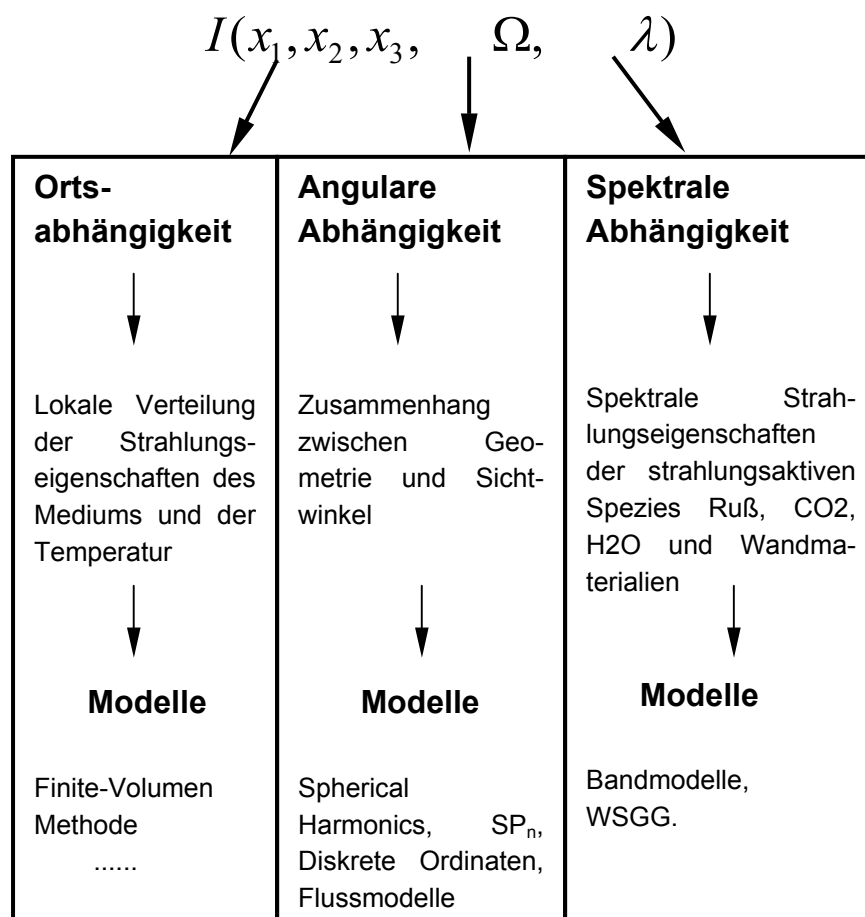 I(x₁, x₂, x₃, Ω, λ)
Orts-
abhängigkeit
Lokale Verteilung
der Strahlungs-
eigenschaften des
Mediums und der
Temperatur
Modelle
Finite-Volumen
Methode
......
Angulare
Abhängigkeit
Zusammenhang
zwischen Geo-
metrie und Sicht-
winkel
Modelle
Spherical
Harmonics, SPₙ,
Diskrete Ordinaten,
Flussmodelle
Spektrale
Abhängigkeit
Spektrale Strah-
lungseigenschaften
der strahlungsaktiven
Spezies Ruß, CO2,
H2O und Wandma-
terialien
Modelle
Bandmodelle,
WSGG.